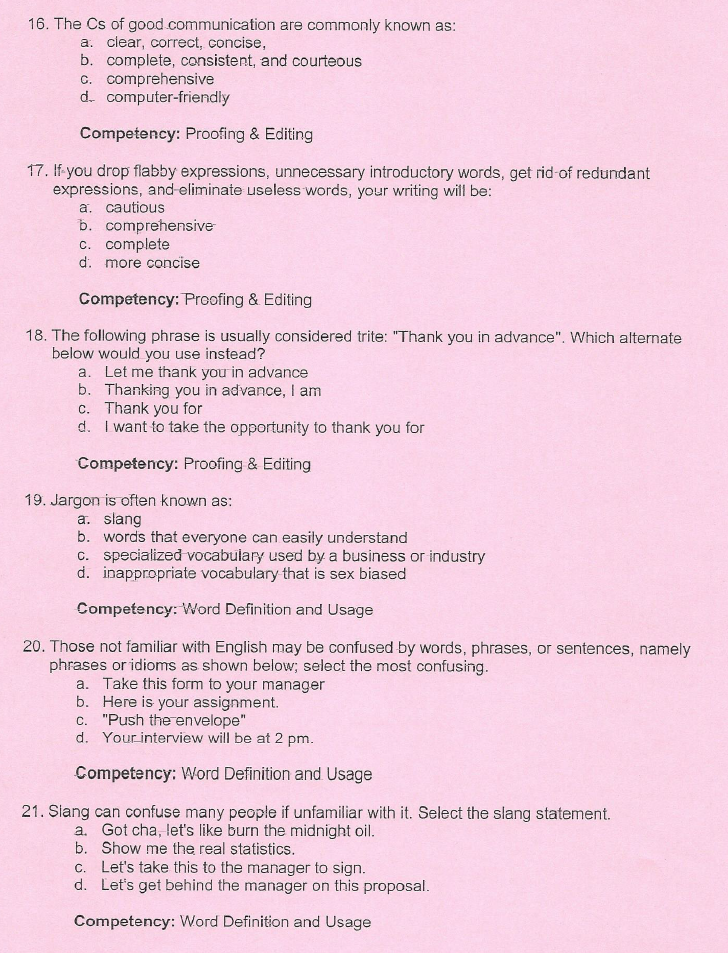 16. The Cs of good communication are commonly known as:
a. clear, correct, concise,
b. complete, consistent, and courteous
c. comprehensive
d. computer-friendly
Competency: Proofing & Editing
17. If you drop flabby expressions, unnecessary introductory words, get rid of redundant
expressions, and eliminate useless words, your writing will be:
a. cautious
b. comprehensive
c. complete
d. more concise
Competency: Proofing & Editing
18. The following phrase is usually considered trite: "Thank you in advance". Which alternate
below would you use instead?
a. Let me thank you in advance
b. Thanking you in advance, I am
c. Thank you for
d. I want to take the opportunity to thank you for
Competency: Proofing & Editing
19. Jargon is often known as:
a. slang
b. words that everyone can easily understand
c. specialized vocabulary used by a business or industry
d. inappropriate vocabulary that is sex biased
Competency: Word Definition and Usage
20. Those not familiar with English may be confused by words, phrases, or sentences, namely
phrases or idioms as shown below; select the most confusing.
a. Take this form to your manager
b. Here is your assignment.
c. "Push the envelope"
d. Your interview will be at 2 pm.
Competency: Word Definition and Usage
21. Slang can confuse many people if unfamiliar with it. Select the slang statement.
a. Got cha, let's like burn the midnight oil.
b. Show me the real statistics.
c. Let's take this to the manager to sign.
d. Let's get behind the manager on this proposal.
Competency: Word Definition and Usage